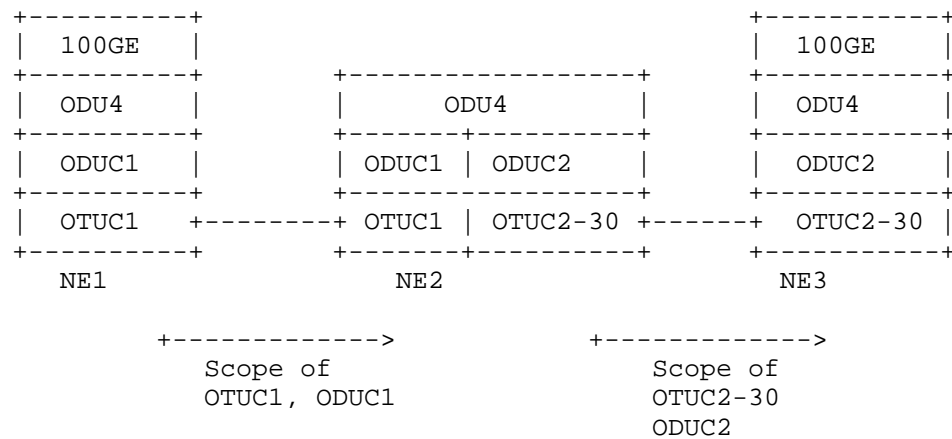 100GE 100GE
ODU4 ODU4 ODU4
ODUC1 ODUC1 ODUC2 ODUC2
OTUC1 OTUC1 OTUC2-30 OTUC2-30
NE1 NE2 NE3
Scope of Scope of
OTUC1, ODUC1 OTUC2-30
ODUC2